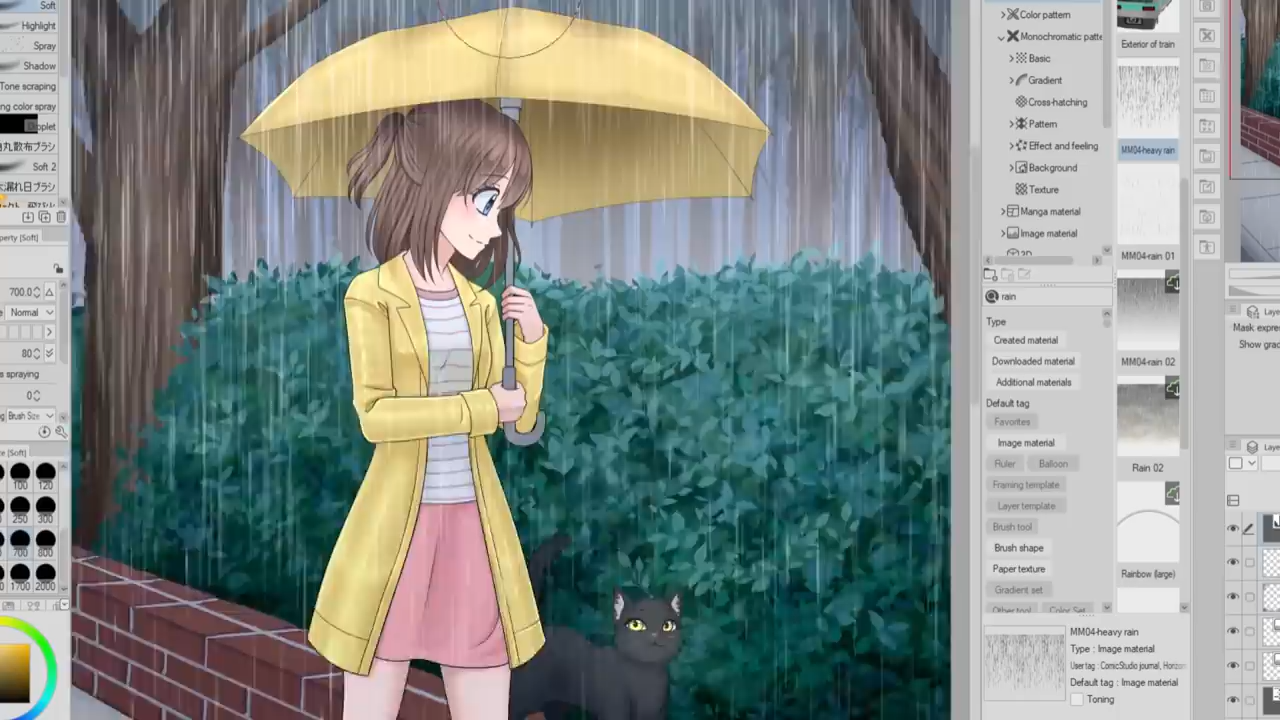 Soft
Highlight
Spray
Shadow
Tone scraping
ng color spray
Droplet
散布ブラシ
Soft 2
漏れ日ブラシ
perty [Soft]
700.0
Normal
80
s spraying
0
Brush Size
[Soft]
100 120
250 300
700 800
1700 2000
Color pattern
Monochromatic patte
Basic
Gradient
Cross-hatching
Pattern
Effect and feeling
Background
Texture
Manga material
Image material
3D
rain
Type
Created material
Downloaded material
Additional materials
Default tag
Favorites
Image material
Ruler Balloon
Framing template
Layer template
Brush tool
Brush shape
Paper texture
Gradient set
Other tool Color Set
Exterior of train
MM04-heavy rain
MM04-rain 01
MM04-rain 02
Rain 02
Rainbow (large)
MM04-heavy rain
Type : Image material
User tag : ComicStudio journal, Horizon
Default tag : Image material
Toning
Laye
Mask expre
Show grac
Laye